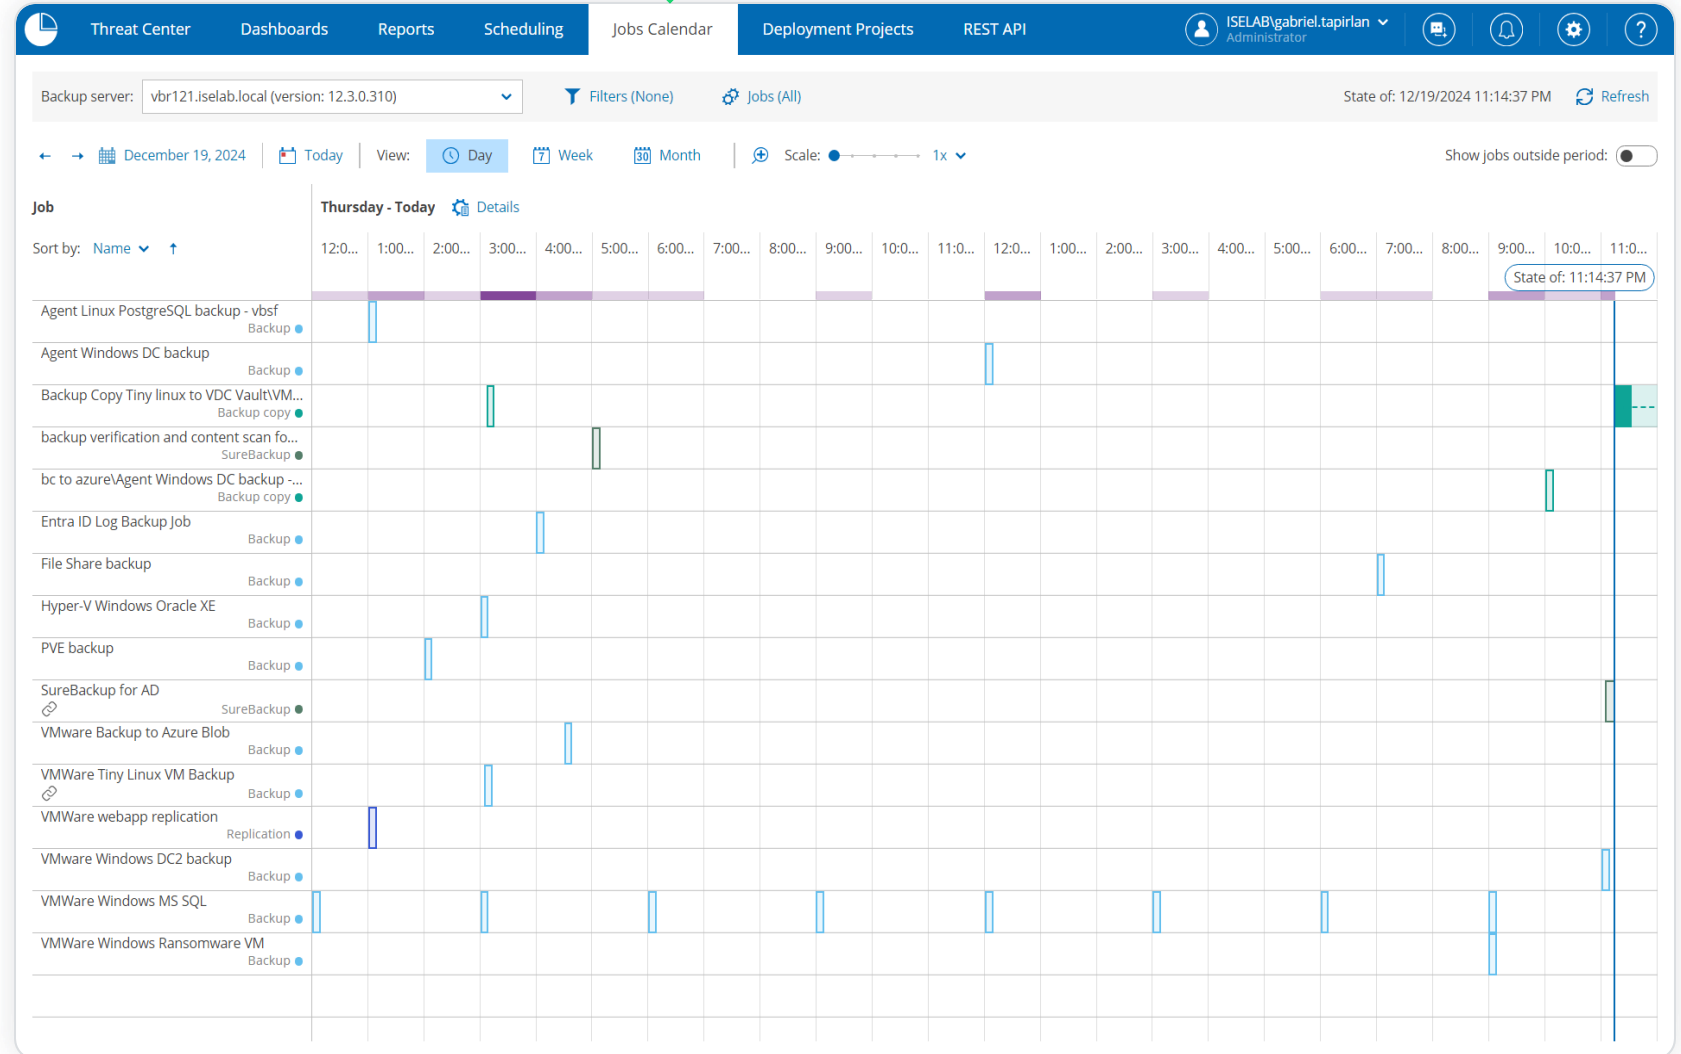 Threat Center Dashboards Reports Scheduling Jobs Calendar Deployment Projects REST API ISELAB\gabriel.tapirlan
Administrator
Backup server: vbr121.iselab.local (version: 12.3.0.310) Filters (None) Jobs (All) State of: 12/19/2024 11:14:37 PM Refresh
December 19, 2024 Today View: Day 7 Week 30 Month Scale: 1x Show jobs outside period:
Job Thursday - Today Details
Sort by: Name 12:0... 1:00... 2:00... 3:00... 4:00... 5:00... 6:00... 7:00... 8:00... 9:00... 10:0... 11:0... 12:0... 1:00... 2:00... 3:00... 4:00... 5:00... 6:00... 7:00... 8:00... 9:00... 10:0... 11:0...
State of: 11:14:37 PM
Agent Linux PostgreSQL backup - vbsf
Backup
Agent Windows DC backup
Backup
Backup Copy Tiny linux to VDC Vault\VM...
Backup copy
backup verification and content scan fo...
SureBackup
bc to azure\Agent Windows DC backup -...
Backup copy
Entra ID Log Backup Job
Backup
File Share backup
Backup
Hyper-V Windows Oracle XE
Backup
PVE backup
Backup
SureBackup for AD
SureBackup
VMware Backup to Azure Blob
Backup
VMWare Tiny Linux VM Backup
Backup
VMWare webapp replication
Replication
VMware Windows DC2 backup
Backup
VMWare Windows MS SQL
Backup
VMWare Windows Ransomware VM
Backup